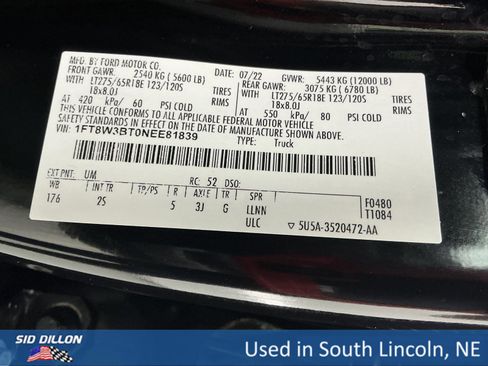 MFD. BY FORD MOTOR CO.
FRONT GAWR: 2540 KG ( 5600 LB)
WITH
LT275/65R18E 123/120S TIRES
18x8.0J RIMS
AT 420 kPa/ 60 PSI COLD
07/22 GVWR: 5443 KG (12000 LB)
REAR GAWR: 3075 KG ( 6780 LB)
WITH
LT275/65R18E 123/120S TIRES
18x8.0J RIMS
AT 550 kPa/ 80 PSI COLD
THIS VEHICLE CONFORMS TO ALL APPLICABLE FEDERAL MOTOR VEHICLE
SAFETY STANDARDS IN EFFECT ON THE DATE OF MANUFACTURE SHOWN ABOVE.
VIN: 1FT8W3BT0NEE81839
TYPE: Truck
EXT PNT: UM RC: 52 DSO:
WB INT TR TP/PS R AXLE TR SPR
176 2S 5 3J G LLNN
ULC
F0480
T1084
5U5A-3520472-AA
SID DILLON
Used in South Lincoln, NE